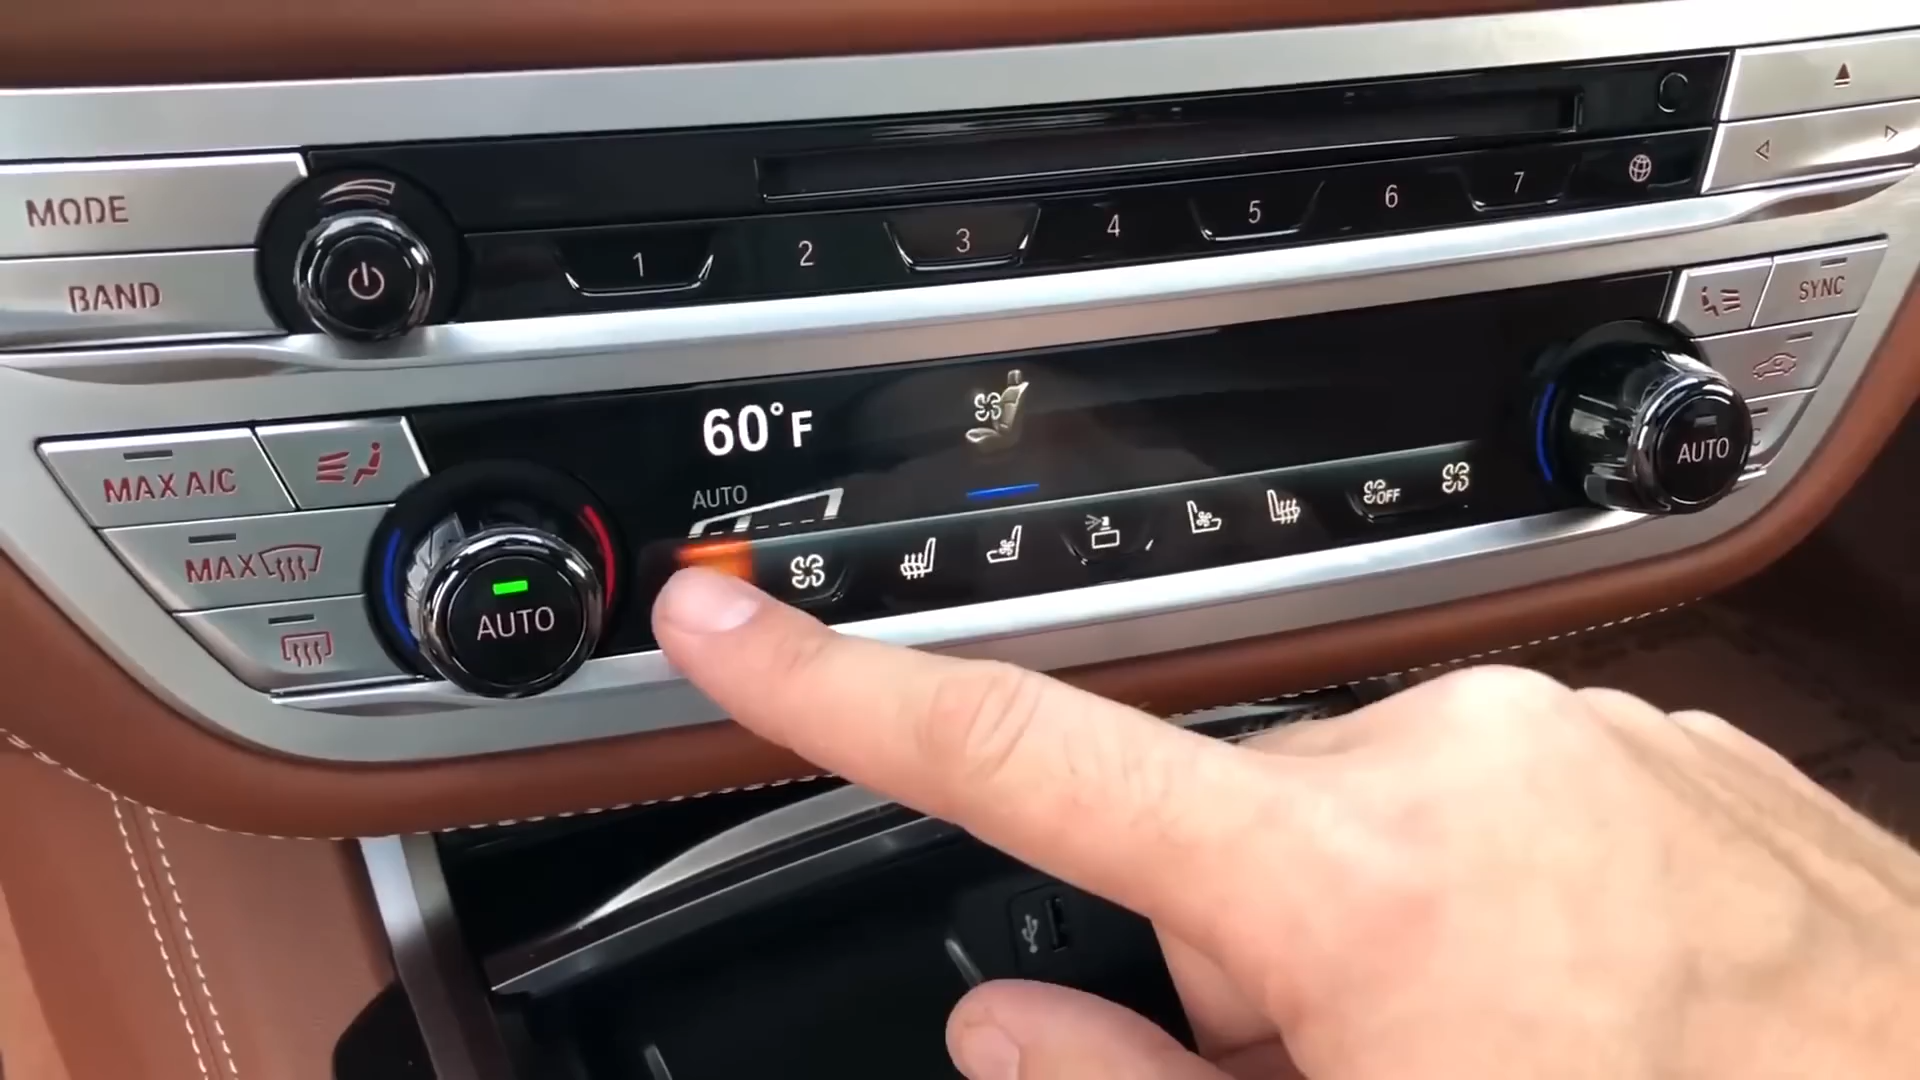 MODE
1
2
3
4
5
6
7
BAND
SYNC
60°F
MAX A/C
AUTO
AUTO
OFF
MAX
AUTO